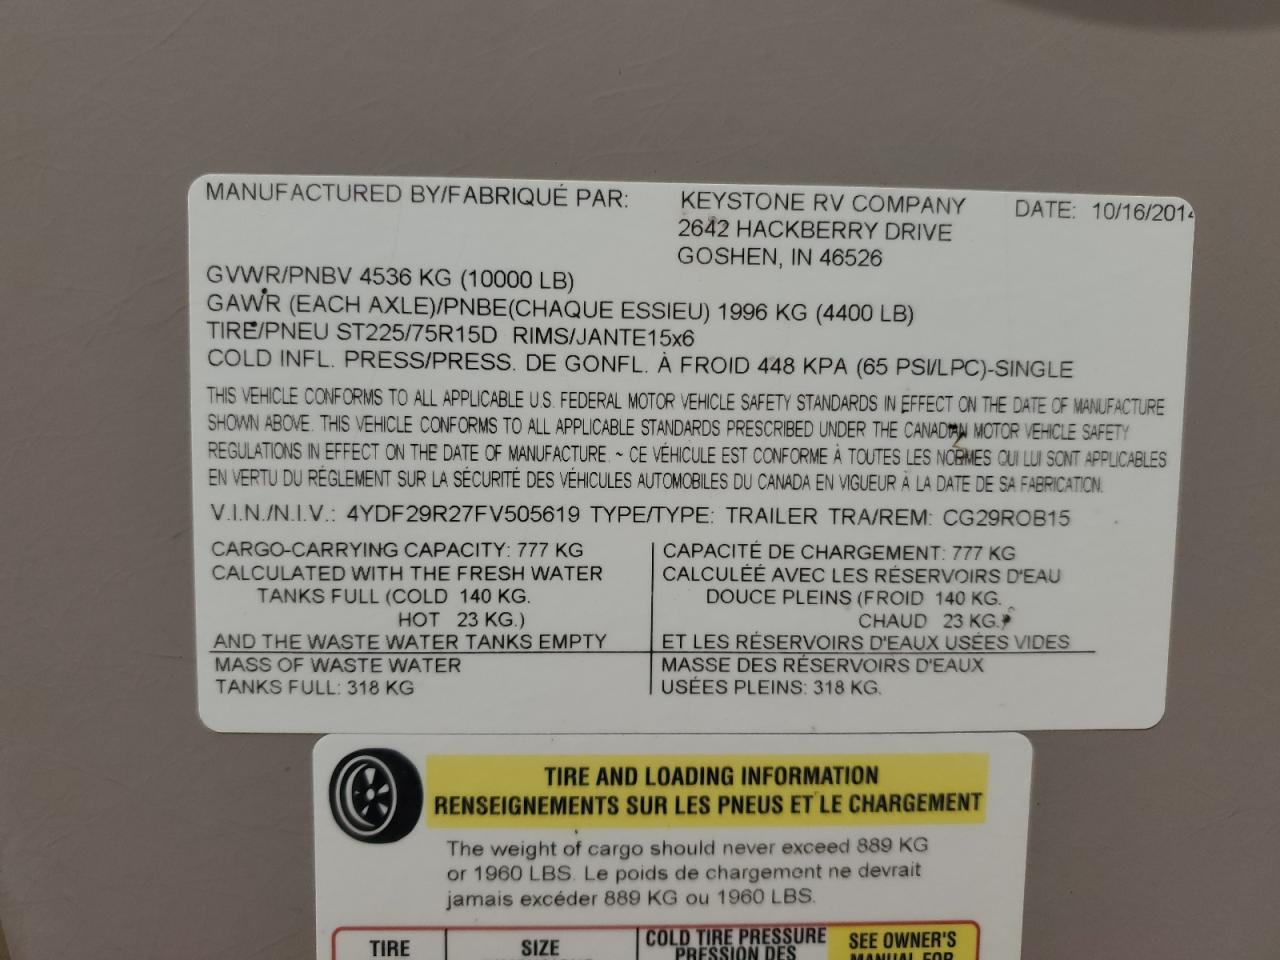 MANUFACTURED BY/FABRIQUÉ PAR: KEYSTONE RV COMPANY DATE: 10/16/2014
2642 HACKBERRY DRIVE
GOSHEN, IN 46526
GVWR/PNBV 4536 KG (10000 LB)
GAWR (EACH AXLE)/PNBE(CHAQUE ESSIEU) 1996 KG (4400 LB)
TIRE/PNEU ST225/75R15D RIMS/JANTE15x6
COLD INFL. PRESS/PRESS. DE GONFL. À FROID 448 KPA (65 PSI/LPC)-SINGLE
THIS VEHICLE CONFORMS TO ALL APPLICABLE U.S. FEDERAL MOTOR VEHICLE SAFETY STANDARDS IN EFFECT ON THE DATE OF MANUFACTURE
SHOWN ABOVE. THIS VEHICLE CONFORMS TO ALL APPLICABLE STANDARDS PRESCRIBED UNDER THE CANADIAN MOTOR VEHICLE SAFETY
REGULATIONS IN EFFECT ON THE DATE OF MANUFACTURE. ~ CE VÉHICULE EST CONFORME À TOUTES LES NORMES QUI LUI SONT APPLICABLES
EN VERTU DU RÉGLEMENT SUR LA SÉCURITÉ DES VÉHICULES AUTOMOBILES DU CANADA EN VIGUEUR À LA DATE DE SA FABRICATION.
V.I.N./N.I.V.: 4YDF29R27FV505619 TYPE/TYPE: TRAILER TRA/REM: CG29ROB15
CARGO-CARRYING CAPACITY: 777 KG
CALCULATED WITH THE FRESH WATER
TANKS FULL (COLD 140 KG.
HOT 23 KG.)
AND THE WASTE WATER TANKS EMPTY
MASS OF WASTE WATER
TANKS FULL: 318 KG
CAPACITÉ DE CHARGEMENT: 777 KG
CALCULÉE AVEC LES RÉSERVOIRS D'EAU
DOUCE PLEINS (FROID 140 KG.
CHAUD 23 KG.)
ET LES RÉSERVOIRS D'EAUX USÉES VIDES
MASSE DES RÉSERVOIRS D'EAUX
USÉES PLEINS: 318 KG.
TIRE AND LOADING INFORMATION
RENSEIGNEMENTS SUR LES PNEUS ET LE CHARGEMENT
The weight of cargo should never exceed 889 KG
or 1960 LBS. Le poids de chargement ne devrait
jamais excéder 889 KG ou 1960 LBS.
TIRE
SIZE
COLD TIRE PRESSURE
PRESSION DES
SEE OWNER'S
MANUAL FOR